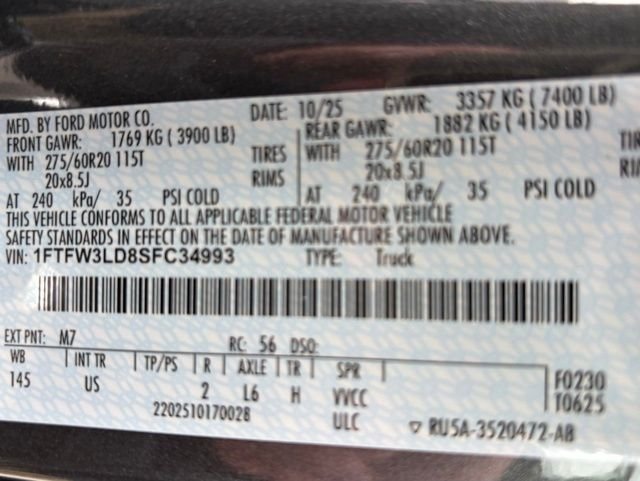 MFD. BY FORD MOTOR CO. DATE: 10/25 GVWR: 3357 KG (7400 LB)
FRONT GAWR: 1769 KG (3900 LB) REAR GAWR: 1882 KG (4150 LB)
WITH 275/60R20 115T TIRES WITH 275/60R20 115T
20x8.5J RIMS 20x8.5J
AT 240 kPa/ 35 PSI COLD AT 240 kPa/ 35 PSI COLD
THIS VEHICLE CONFORMS TO ALL APPLICABLE FEDERAL MOTOR VEHICLE
SAFETY STANDARDS IN EFFECT ON THE DATE OF MANUFACTURE SHOWN ABOVE.
VIN: 1FTFW3LD8SFC34993 TYPE: Truck
EXT PNT: M7 RC: 56 DSO:
WB INT TR TP/PS R AXLE TR SPR
145 US 2 L6 H VVCC F0230
2202510170028 ULC T0625
▽ RU5A-3520472-AB